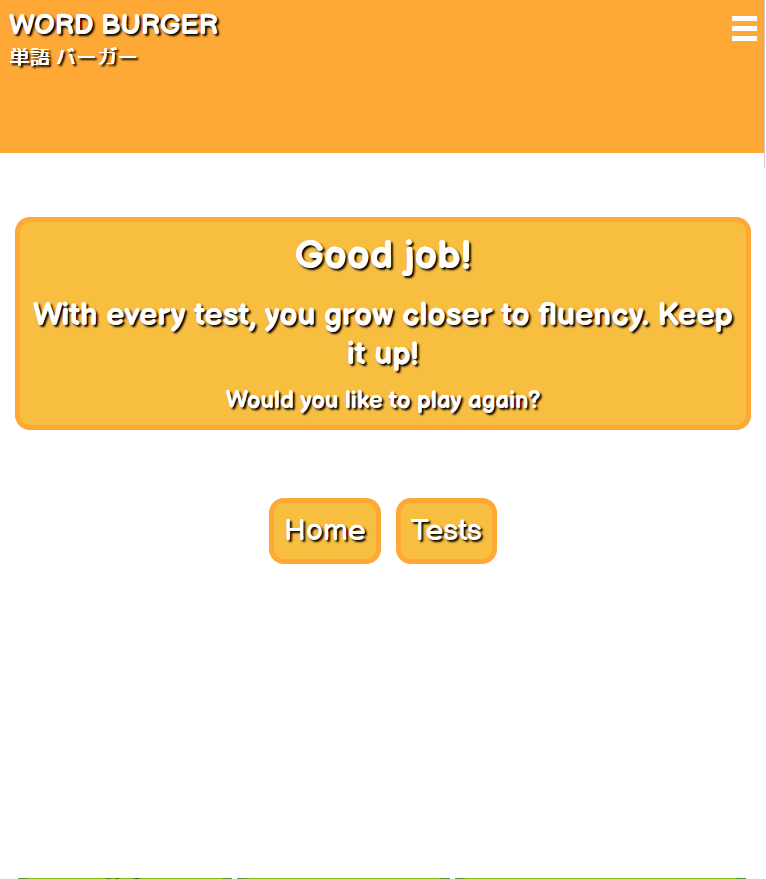 WORD BURGER
単語 バーガー
Good job!
With every test, you grow closer to fluency. Keep
it up!
Would you like to play again?
Home
Tests